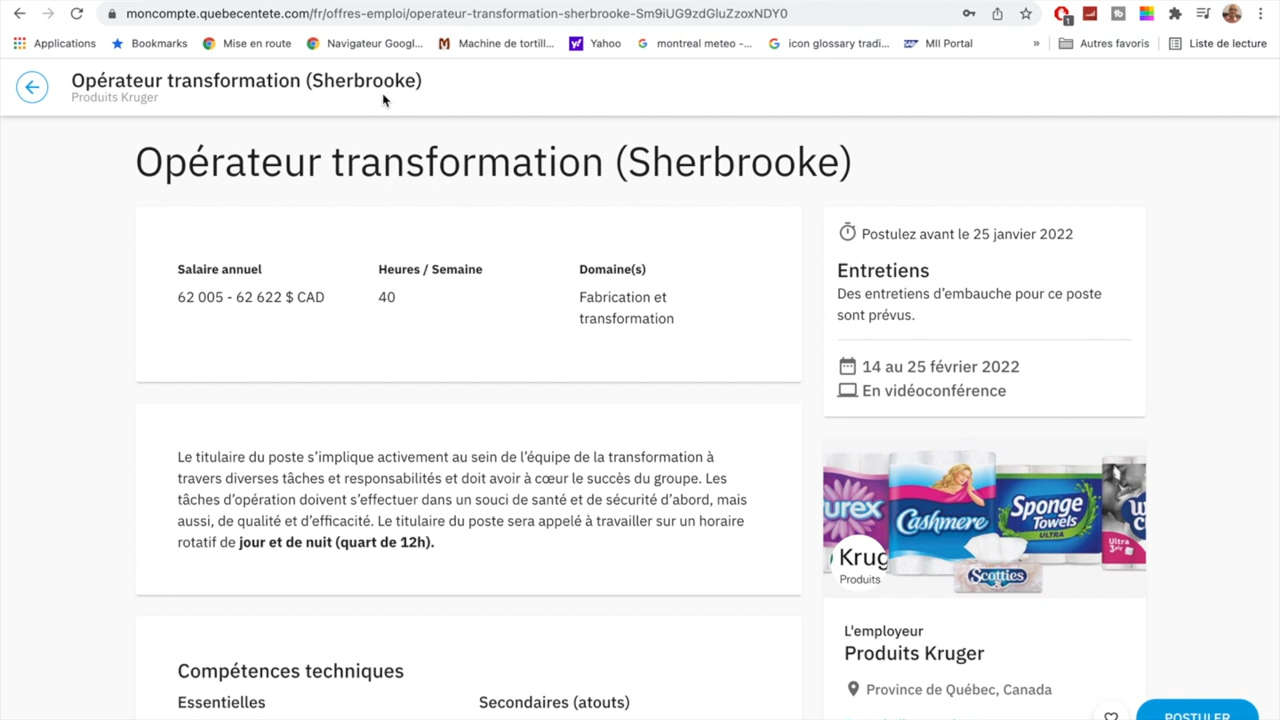 moncompte.quebecentete.com/fr/offres-emploi/operateur-transformation-sherbrooke-Sm9iUG9zdGluZzoxNDY0
1
Applications
Bookmarks
Mise en route
Navigateur Googl...
Machine de tortill...
Yahoo
montreal meteo -...
icon glossary tradi...
MII Portal
»
Autres favoris
Liste de lecture
Opérateur transformation (Sherbrooke)
Produits Kruger
Opérateur transformation (Sherbrooke)
Salaire annuel
62 005 - 62 622 $ CAD
Heures / Semaine
40
Domaine(s)
Fabrication et
transformation
Le titulaire du poste s’implique activement au sein de l’équipe de la transformation à
travers diverses tâches et responsabilités et doit avoir à cœur le succès du groupe. Les
tâches d’opération doivent s’effectuer dans un souci de santé et de sécurité d’abord, mais
aussi, de qualité et d’efficacité. Le titulaire du poste sera appelé à travailler sur un horaire
rotatif de jour et de nuit (quart de 12h).
Compétences techniques
Essentielles
Secondaires (atouts)
Postulez avant le 25 janvier 2022
Entretiens
Des entretiens d’embauche pour ce poste
sont prévus.
14 au 25 février 2022
En vidéoconférence
urex
Cashmere
Sponge
Towels
ULTRA
Ultra
3ply
Scotties
Krug
Produits
L'employeur
Produits Kruger
Province de Québec, Canada
POSTULER